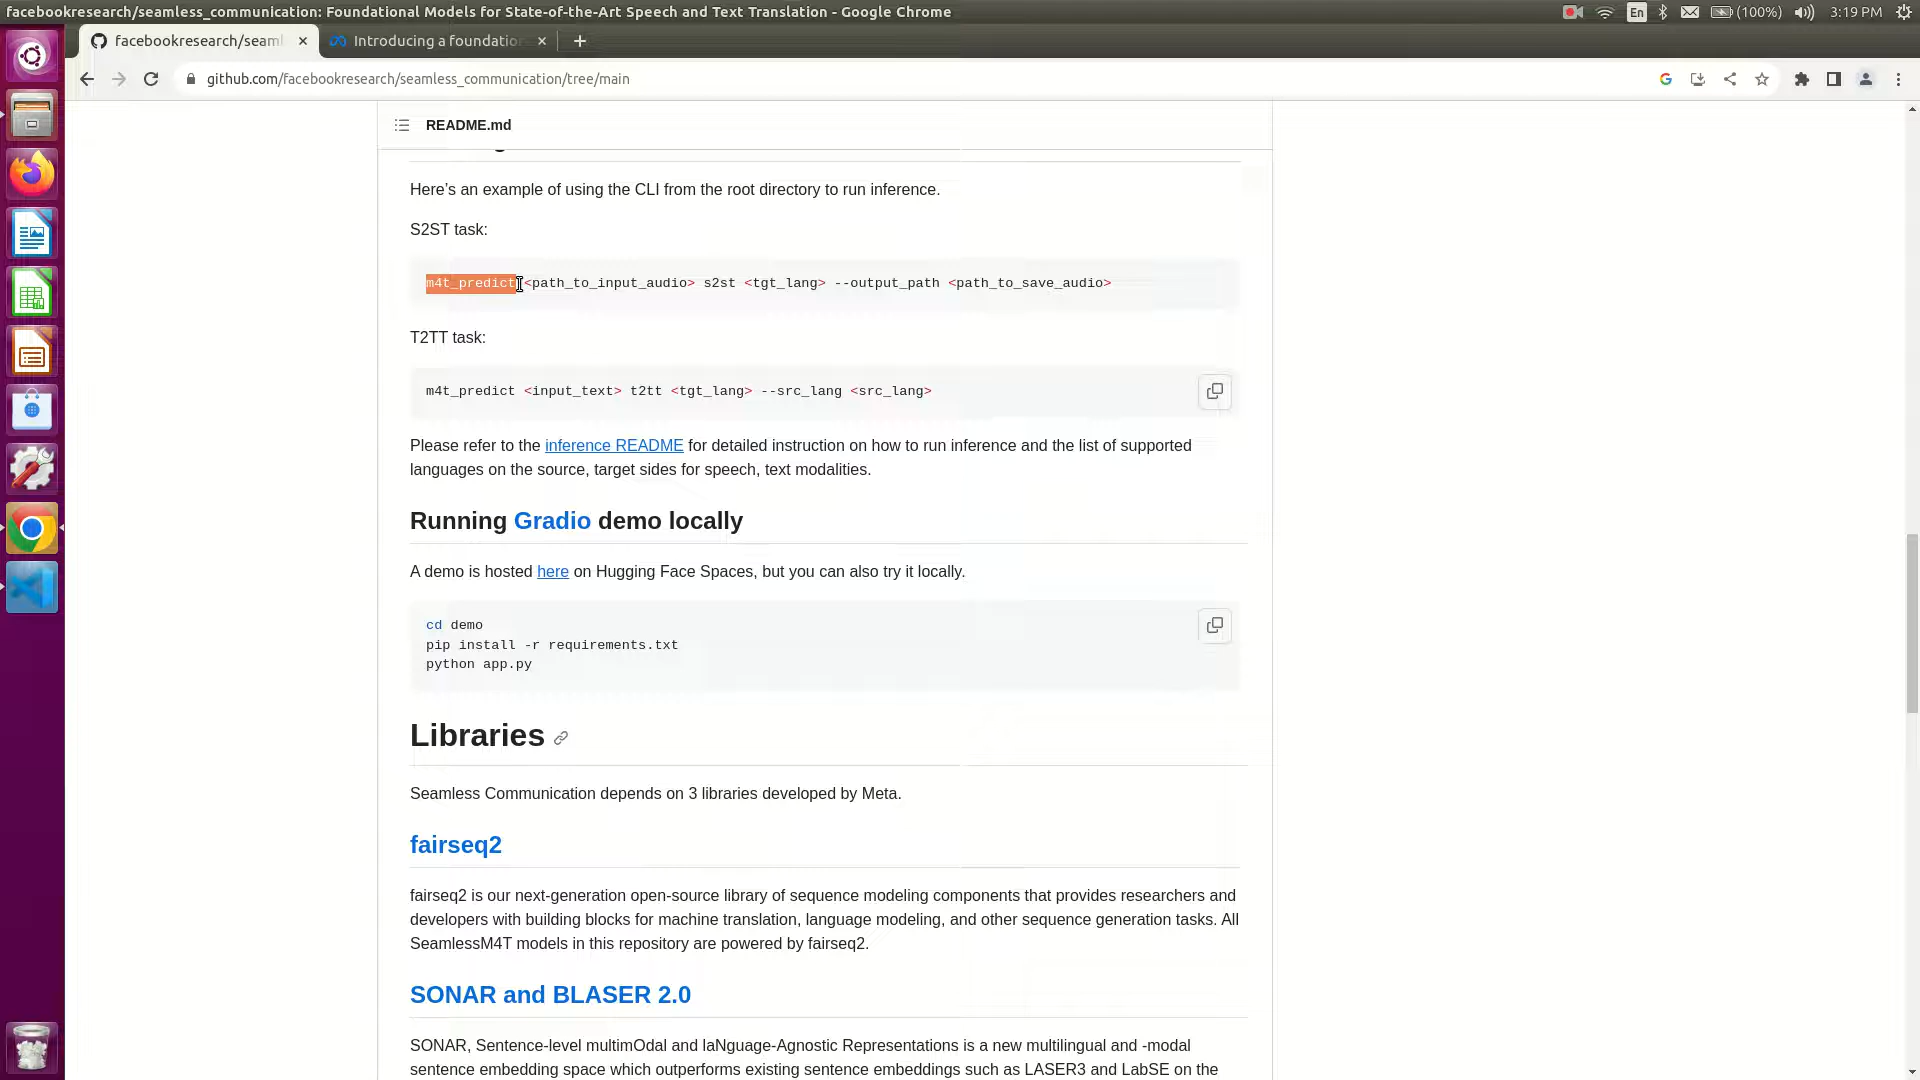 facebookresearch/seamless_communication: Foundational Models for State-of-the-Art Speech and Text Translation - Google Chrome
En
(100%)
3:19 PM
facebookresearch/seaml
Introducing a foundation
github.com/facebookresearch/seamless_communication/tree/main
README.md
Here's an example of using the CLI from the root directory to run inference.
S2ST task:
m4t_predict <path_to_input_audio> s2st <tgt_lang> --output_path <path_to_save_audio>
T2TT task:
m4t_predict <input_text> t2tt <tgt_lang> --src_lang <src_lang>
Please refer to the inference README for detailed instruction on how to run inference and the list of supported
languages on the source, target sides for speech, text modalities.
Running Gradio demo locally
A demo is hosted here on Hugging Face Spaces, but you can also try it locally.
cd demo
pip install -r requirements.txt
python app.py
Libraries
Seamless Communication depends on 3 libraries developed by Meta.
fairseq2
fairseq2 is our next-generation open-source library of sequence modeling components that provides researchers and
developers with building blocks for machine translation, language modeling, and other sequence generation tasks. All
SeamlessM4T models in this repository are powered by fairseq2.
SONAR and BLASER 2.0
SONAR, Sentence-level multimOdal and laNguage-Agnostic Representations is a new multilingual and -modal
sentence embedding space which outperforms existing sentence embeddings such as LASER3 and LabSE on the